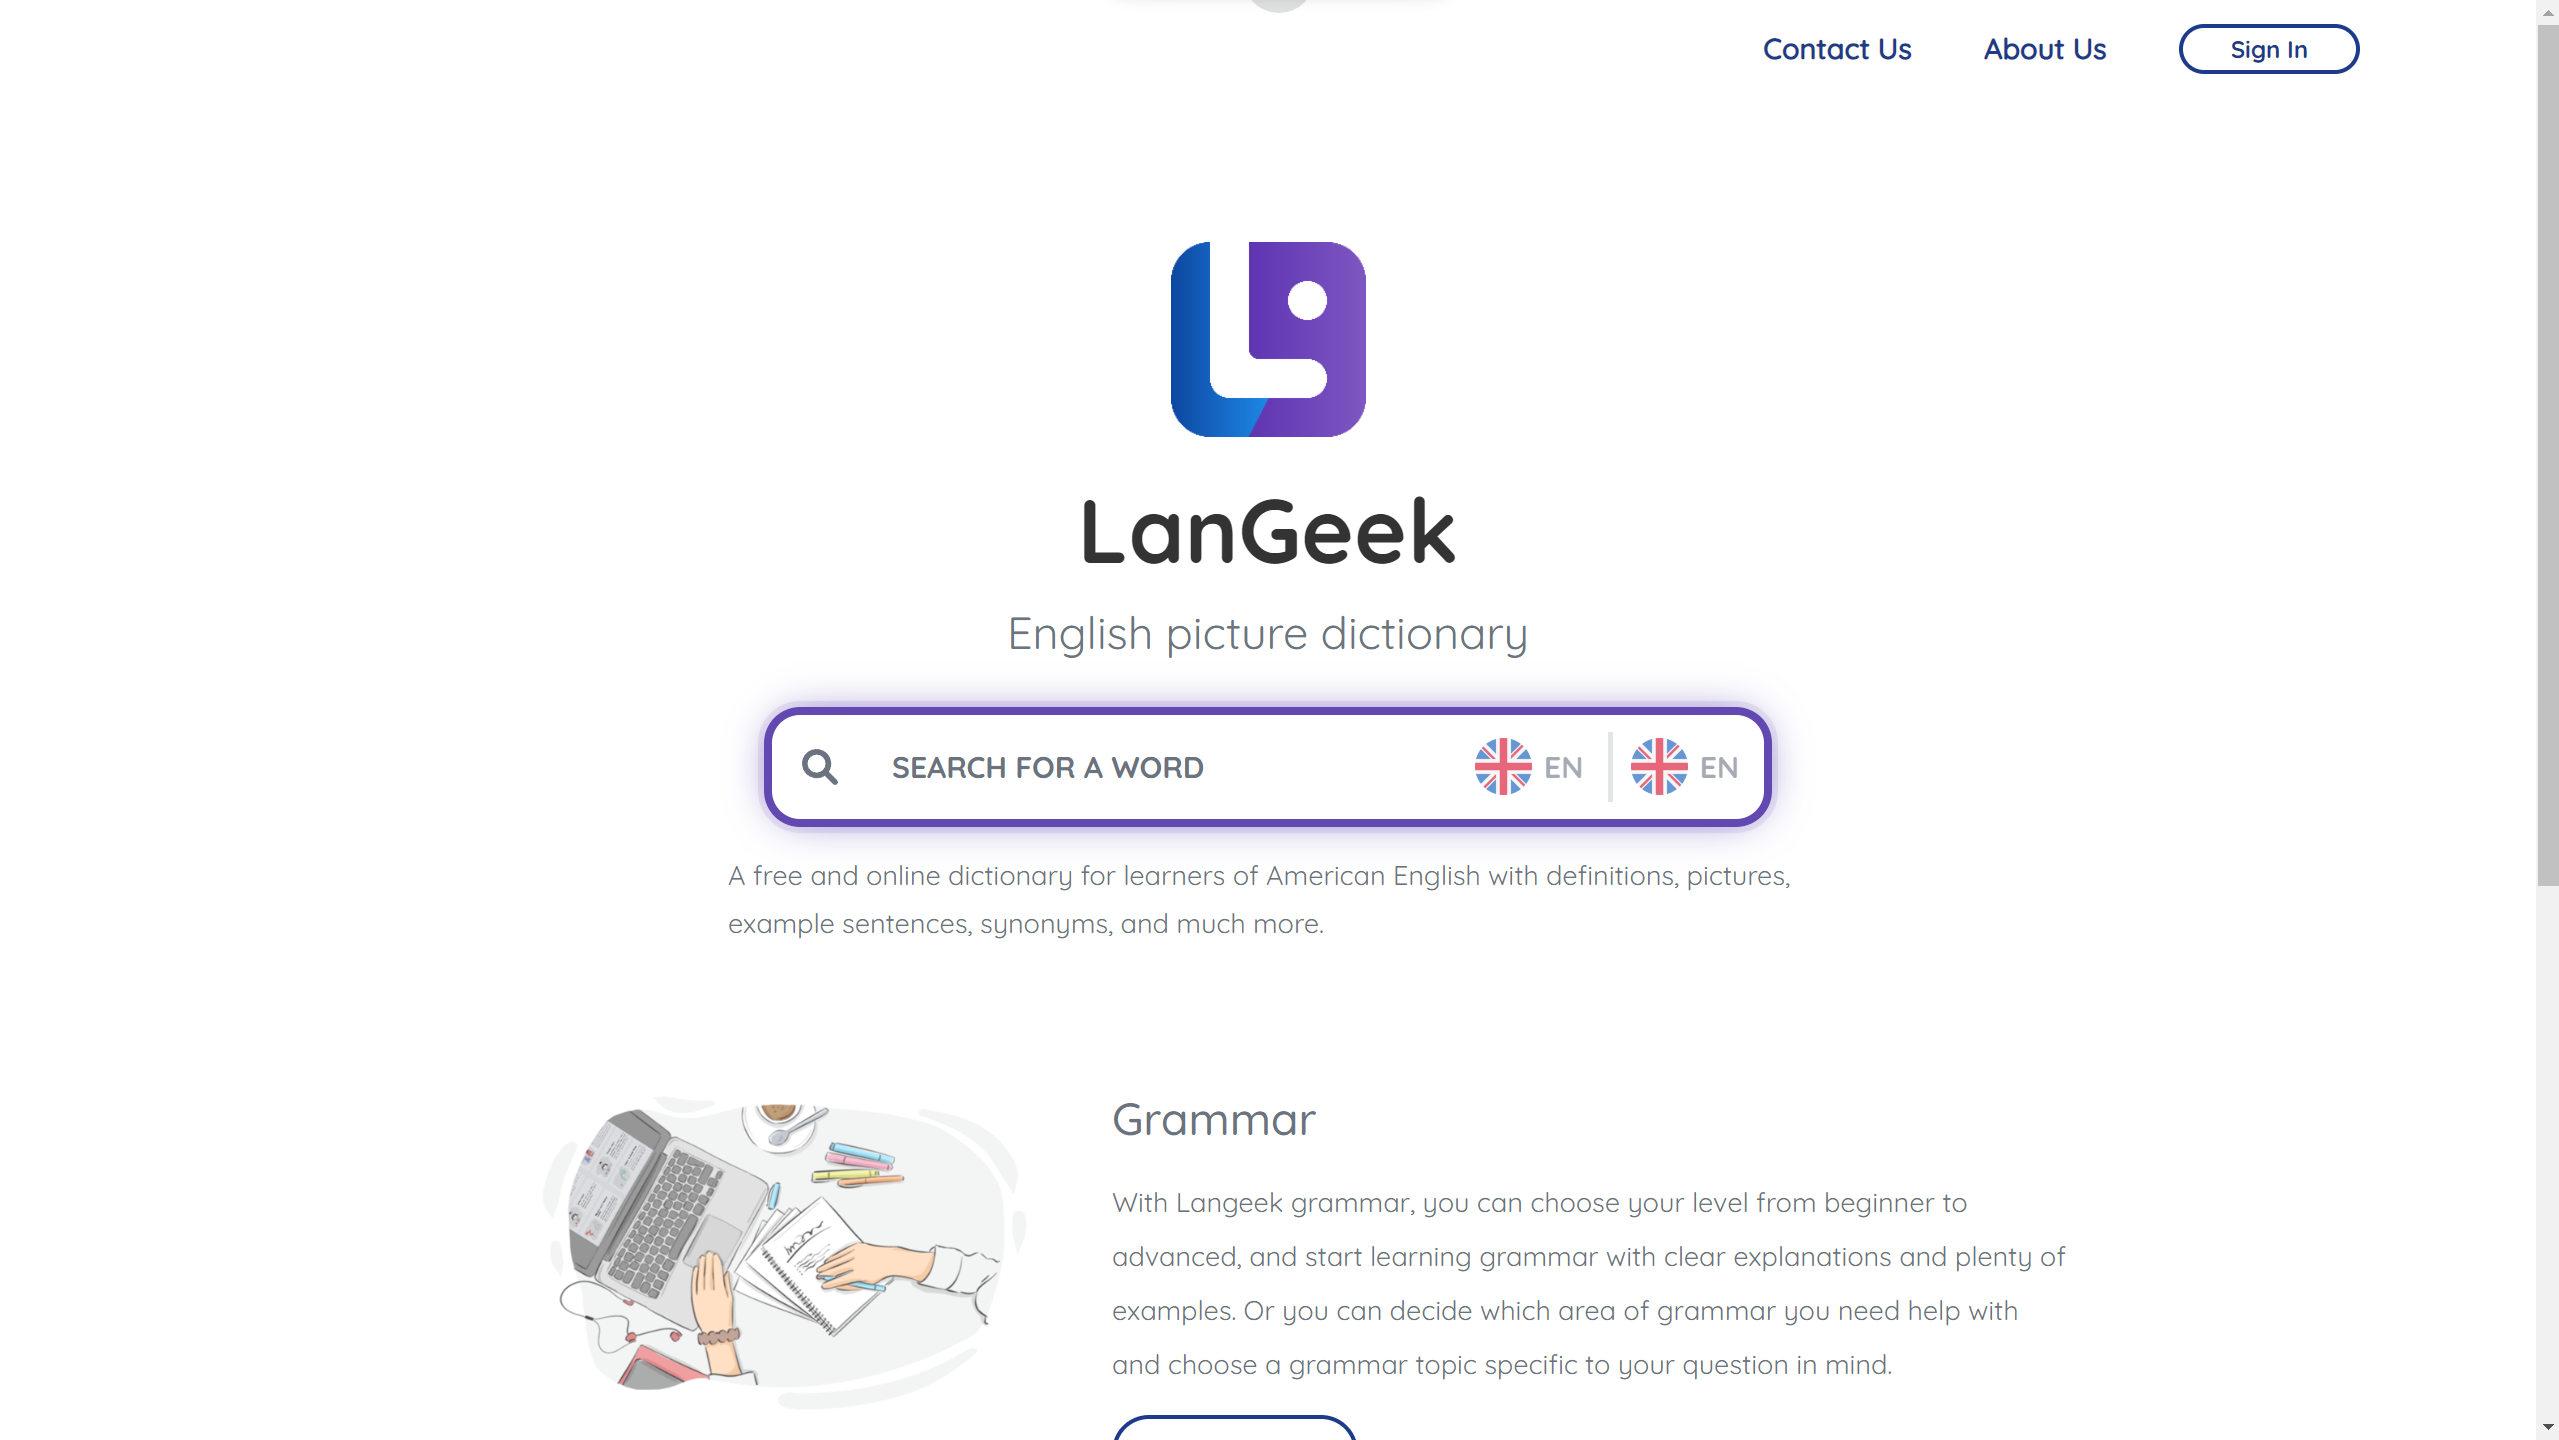 Contact Us
About Us
Sign In
LanGeek
English picture dictionary
SEARCH FOR A WORD
EN
EN
A free and online dictionary for learners of American English with definitions, pictures,
example sentences, synonyms, and much more.
Grammar
With Langeek grammar, you can choose your level from beginner to
advanced, and start learning grammar with clear explanations and plenty of
examples. Or you can decide which area of grammar you need help with
and choose a grammar topic specific to your question in mind.